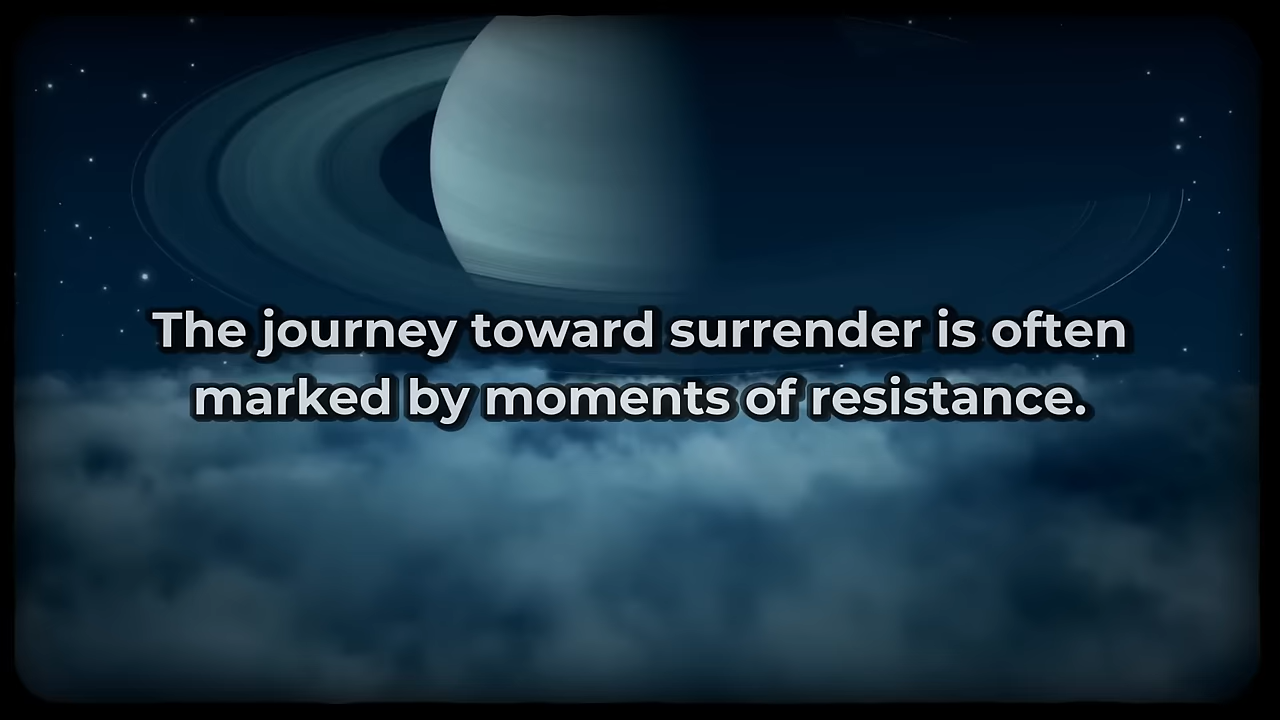 The journey toward surrender is often
marked by moments of resistance.